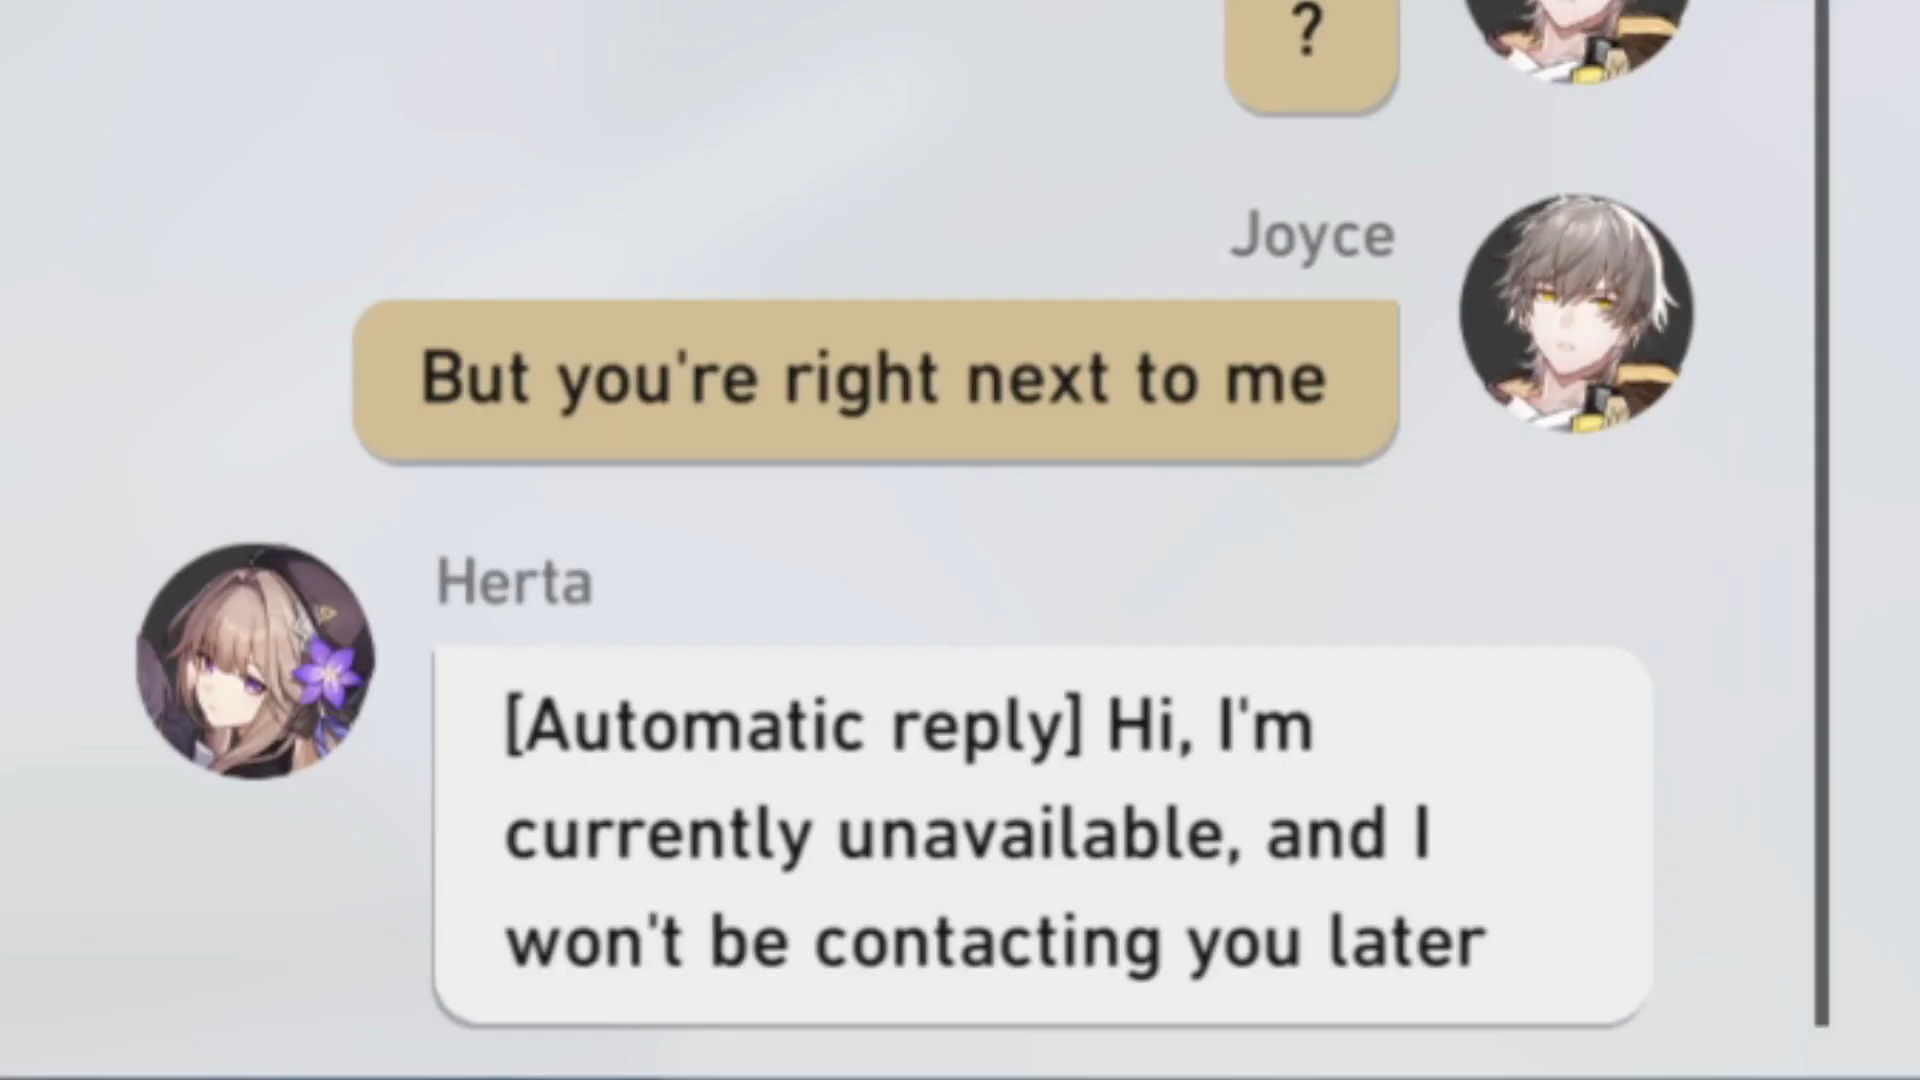 ?
Joyce
But you're right next to me
Herta
[Automatic reply] Hi, I'm
currently unavailable, and I
won't be contacting you later